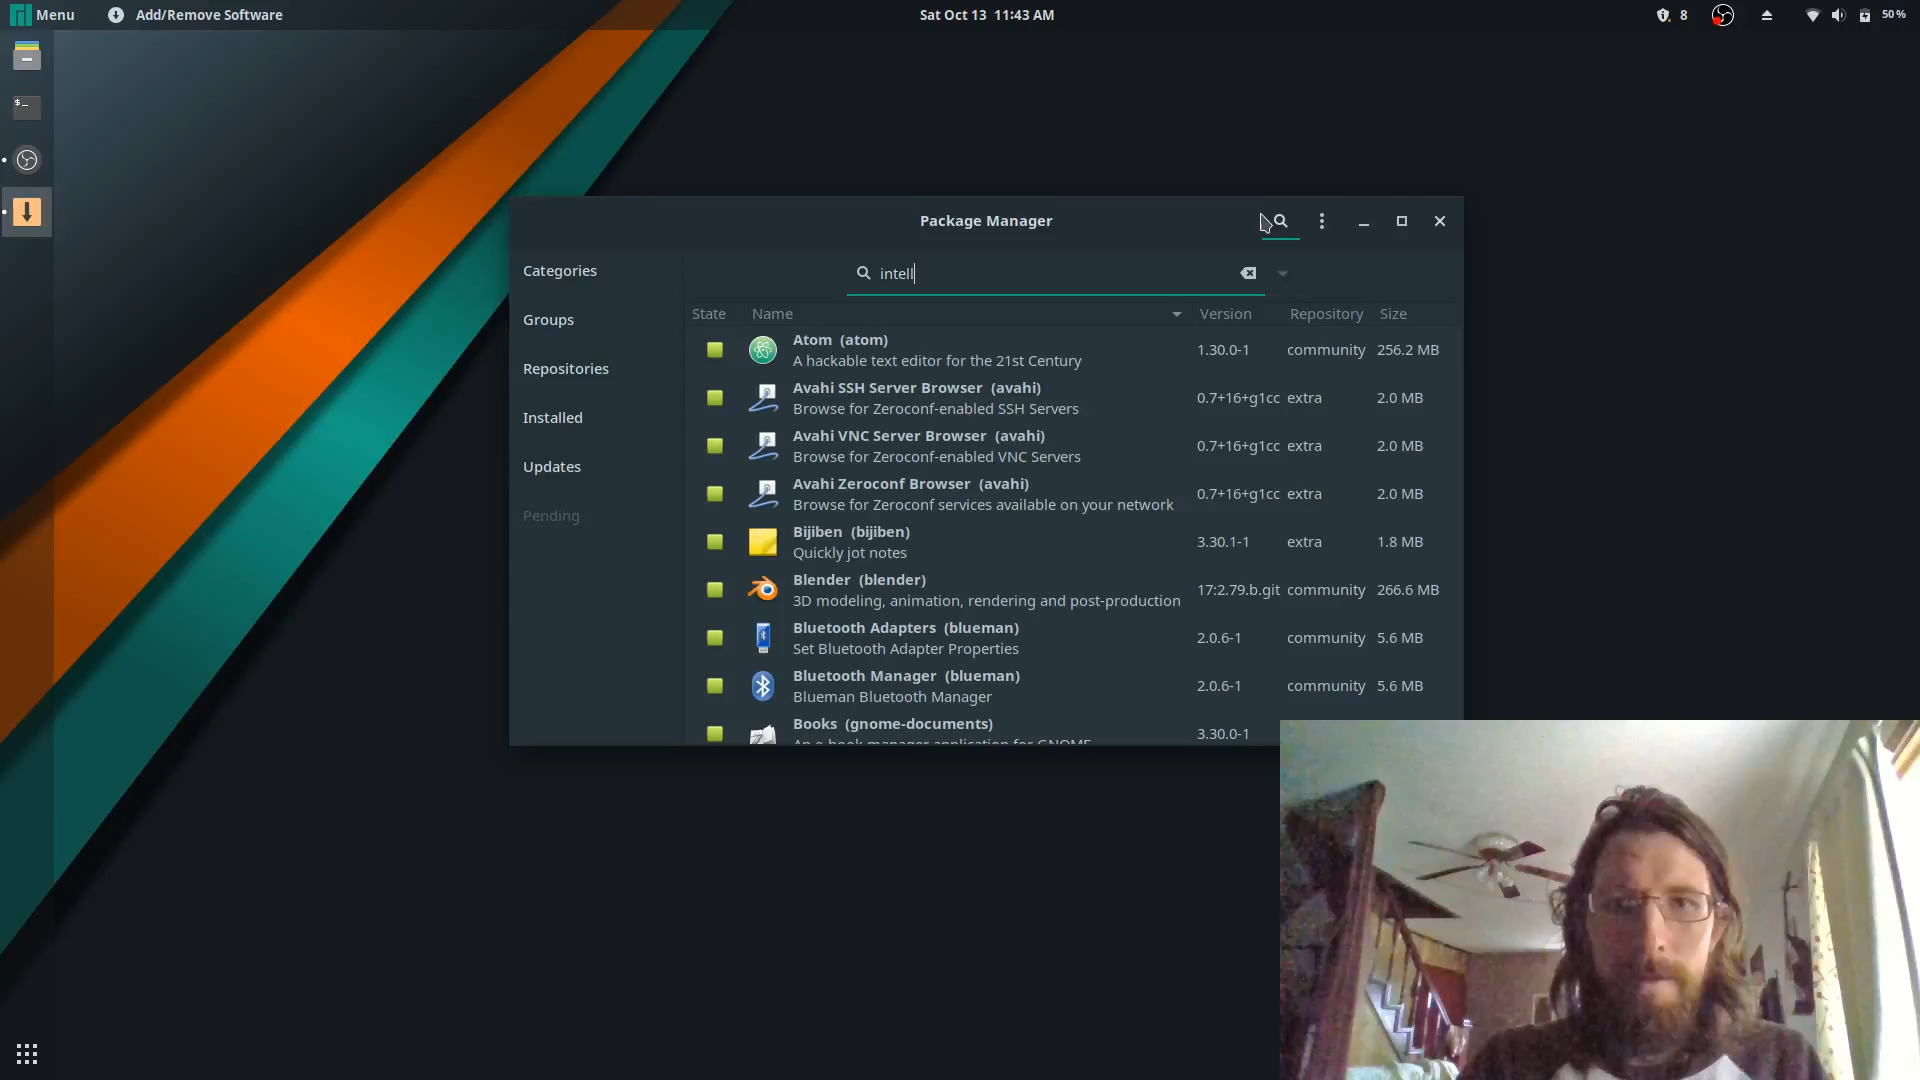 Menu
Add/Remove Software
Sat Oct 13 11:43 AM
8
50 %
$_
Package Manager
Categories
Groups
Repositories
Installed
Updates
Pending
intell
State Name Version Repository Size
Atom (atom)
A hackable text editor for the 21st Century
1.30.0-1 community 256.2 MB
Avahi SSH Server Browser (avahi)
Browse for Zeroconf-enabled SSH Servers
0.7+16+g1cc extra 2.0 MB
Avahi VNC Server Browser (avahi)
Browse for Zeroconf-enabled VNC Servers
0.7+16+g1cc extra 2.0 MB
Avahi Zeroconf Browser (avahi)
Browse for Zeroconf services available on your network
0.7+16+g1cc extra 2.0 MB
Bijiben (bijiben)
Quickly jot notes
3.30.1-1 extra 1.8 MB
Blender (blender)
3D modeling, animation, rendering and post-production
17:2.79.b.git community 266.6 MB
Bluetooth Adapters (blueman)
Set Bluetooth Adapter Properties
2.0.6-1 community 5.6 MB
Bluetooth Manager (blueman)
Blueman Bluetooth Manager
2.0.6-1 community 5.6 MB
Books (gnome-documents)
An e-book manager application for GNOME
3.30.0-1